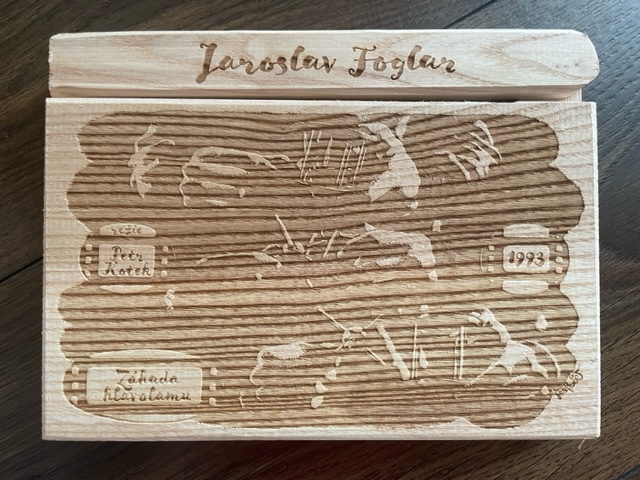 Jaroslav Foglar
režie
Petr
Kotek
1993
Záhada
hlavolamu